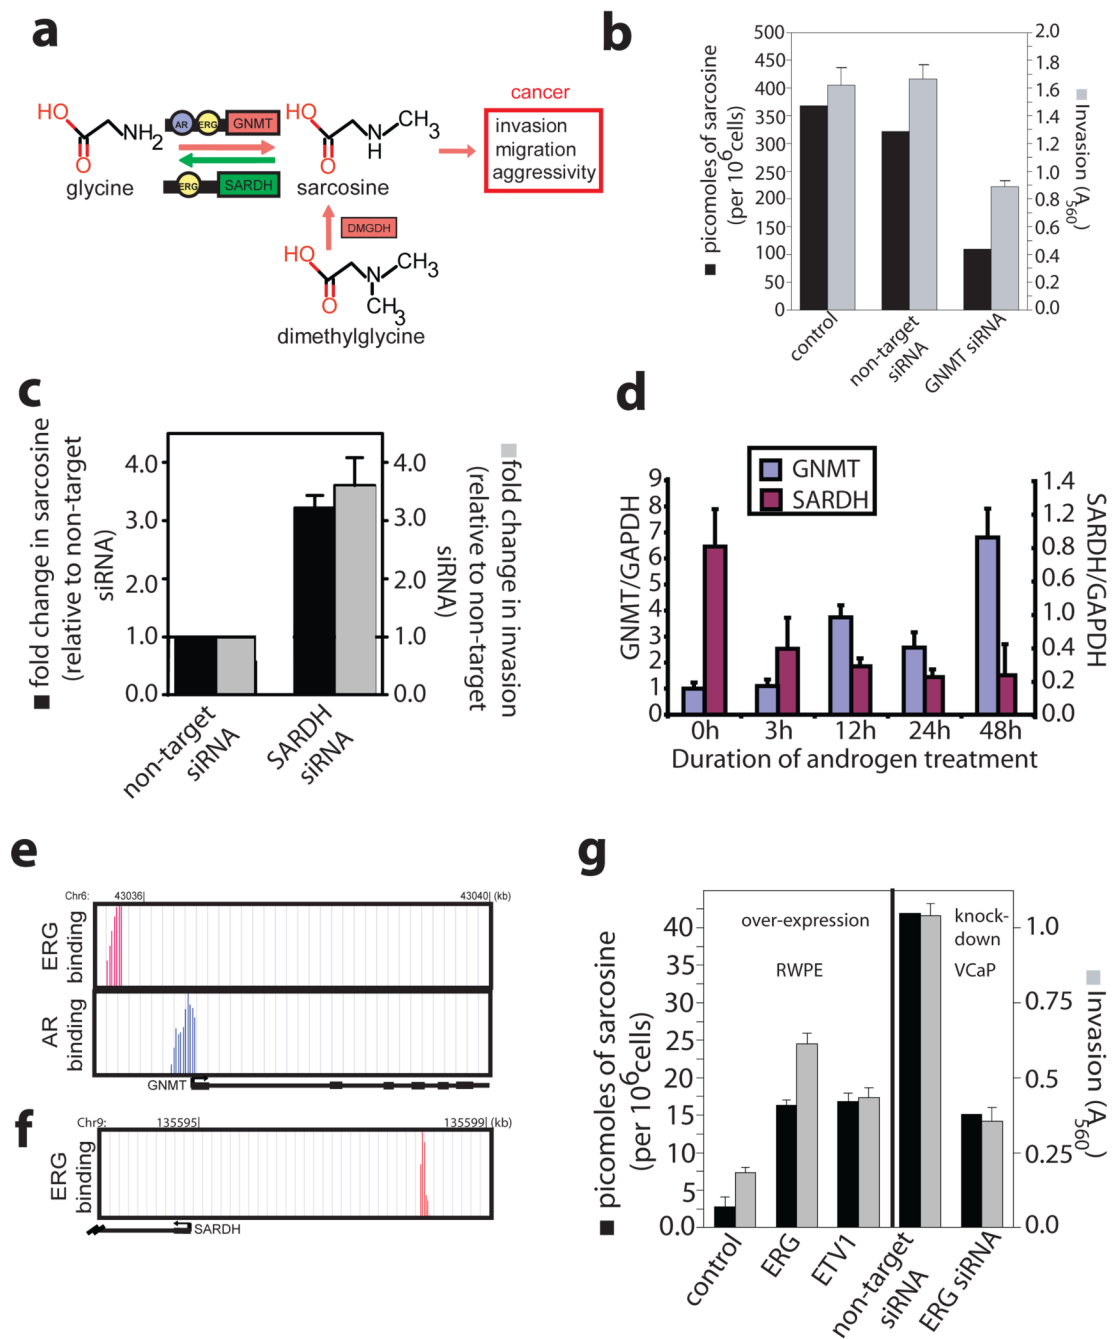 a
HO
O
NH2
glycine
AR
ERG
GNMT
ERG
SARDH
HO
O
N
H
CH3
sarcosine
cancer
invasion
migration
aggressivity
DMGDH
HO
O
N
CH3
CH3
dimethylglycine
b
■ picomoles of sarcosine
(per 10^6 cells)
500
450
400
350
300
250
200
150
100
50
0
2.0
1.8
1.6
1.4
1.2
1.0
0.8
0.6
0.4
0.2
0.0
■ Invasion (A560)
control
non-target
siRNA
GNMT siRNA
c
■ fold change in sarcosine
(relative to non-target
siRNA)
4.0
3.0
2.0
1.0
0.0
4.0
3.0
2.0
1.0
0.0
■ fold change in invasion
(relative to non-target
siRNA)
non-target
siRNA
SARDH
siRNA
d
GNMT
SARDH
GNMT/GAPDH
9
8
7
6
5
4
3
2
1
0
1.4
1.2
0.8
0.6
1.0
0.4
0.2
0.0
SARDH/GAPDH
0h 3h 12h 24h 48h
Duration of androgen treatment
e
Chr6: 43036| 43040| (kb)
ERG
binding
AR
binding
GNMT
f
Chr9: 135595| 135599| (kb)
ERG
binding
SARDH
g
■ picomoles of sarcosine
(per 10^6 cells)
40
35
30
25
20
15
10
5
0.0
over-expression
RWPE
knock-
down
VCaP
1.0
0.75
0.5
0.25
0.0
■ Invasion (A560)
control
ERG
ETV1
non-target
siRNA
ERG siRNA